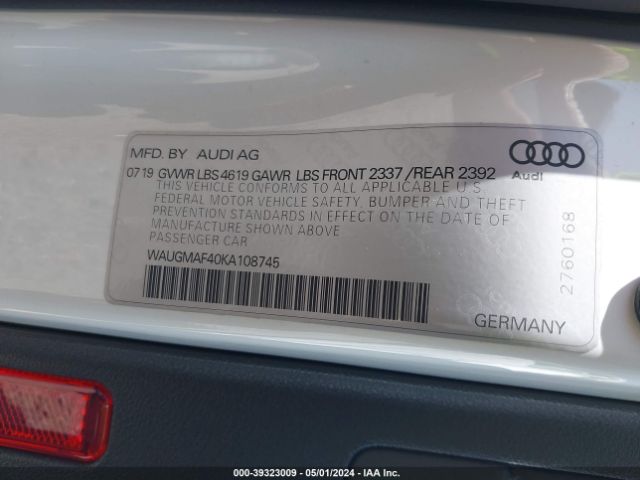 MFD. BY AUDI AG
07 19 GVWR LBS 4619 GAWR LBS FRONT 2337 / REAR 2392
THIS VEHICLE CONFORMS TO ALL APPLICABLE U.S.
FEDERAL MOTOR VEHICLE SAFETY, BUMPER AND THEFT
PREVENTION STANDARDS IN EFFECT ON THE DATE OF
MANUFACTURE SHOWN ABOVE
PASSENGER CAR
WAUGMAF40KA108745
Audi
2760168
GERMANY
000-39323009 - 05/01/2024 - IAA Inc.